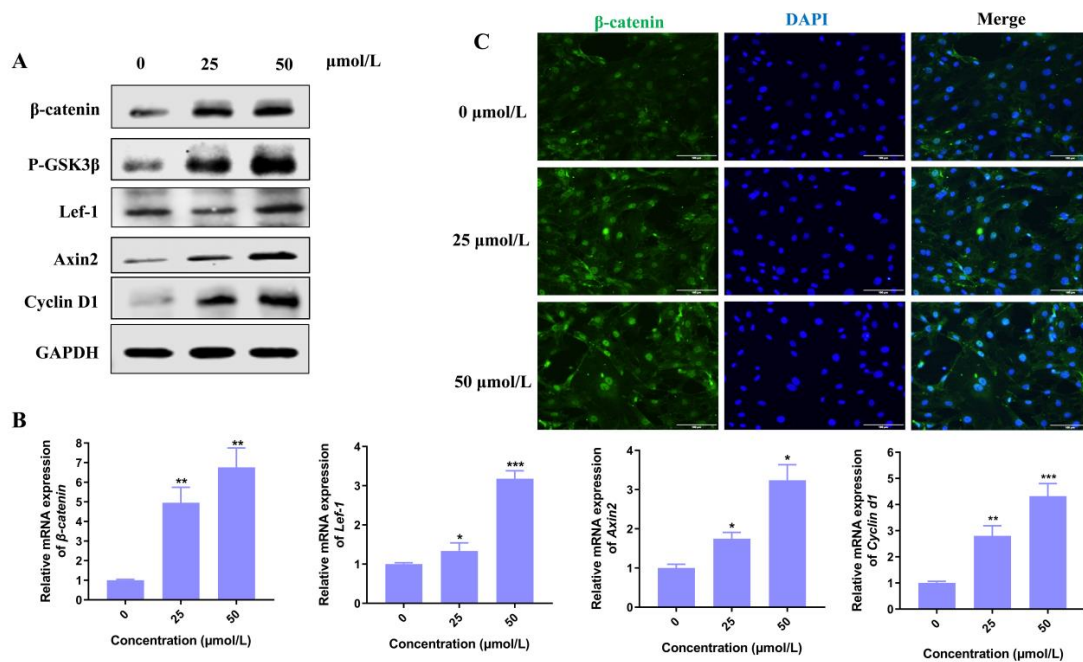 A
0 25 50 μmol/L
β-catenin
P-GSK3β
Lef-1
Axin2
Cyclin D1
GAPDH
C
β-catenin DAPI Merge
0 μmol/L
25 μmol/L
50 μmol/L
B
Relative mRNA expression
of β-catenin
8
7
6
5
4
3
2
1
0
**
**
0 25 50
Concentration (μmol/L)
Relative mRNA expression
of Lef-1
4
3
2
1
0
*
***
0 25 50
Concentration (μmol/L)
Relative mRNA expression
of Axin2
4
3
2
1
0
*
*
0 25 50
Concentration (μmol/L)
Relative mRNA expression
of Cyclin d1
6
5
4
3
2
1
0
**
***
0 25 50
Concentration (μmol/L)